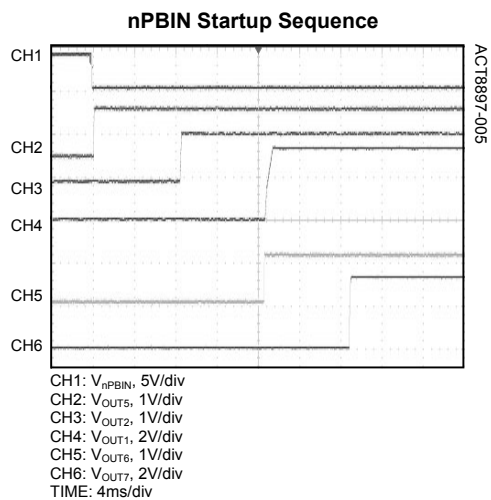 nPBIN Startup Sequence
CH1
ACT8897-005
CH2
CH3
CH4
CH5
CH6
CH1: VnPBIN, 5V/div
CH2: VOUT5, 1V/div
CH3: VOUT2, 1V/div
CH4: VOUT1, 2V/div
CH5: VOUT6, 1V/div
CH6: VOUT7, 2V/div
TIME: 4ms/div